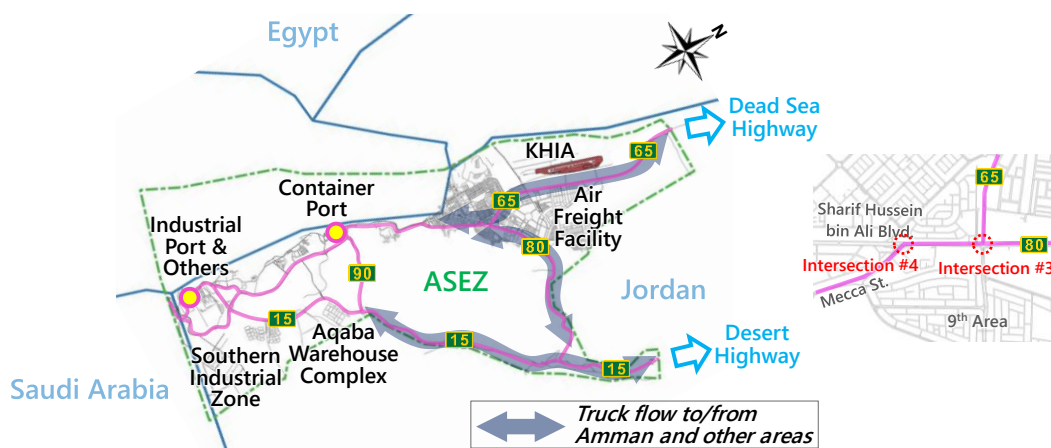 Egypt
N
Dead Sea
Highway
KHIA
65
Container
Port
65
Air
Freight
Facility
Industrial
Port &
Others
80
90
ASEZ
Jordan
15
15
Aqaba
Warehouse
Complex
Southern
Industrial
Zone
15
Desert
Highway
Saudi Arabia
Truck flow to/from
Amman and other areas
65
Sharif Hussein
bin Ali Blvd.
80
Intersection #4
Intersection #3
Mecca St.
9th Area